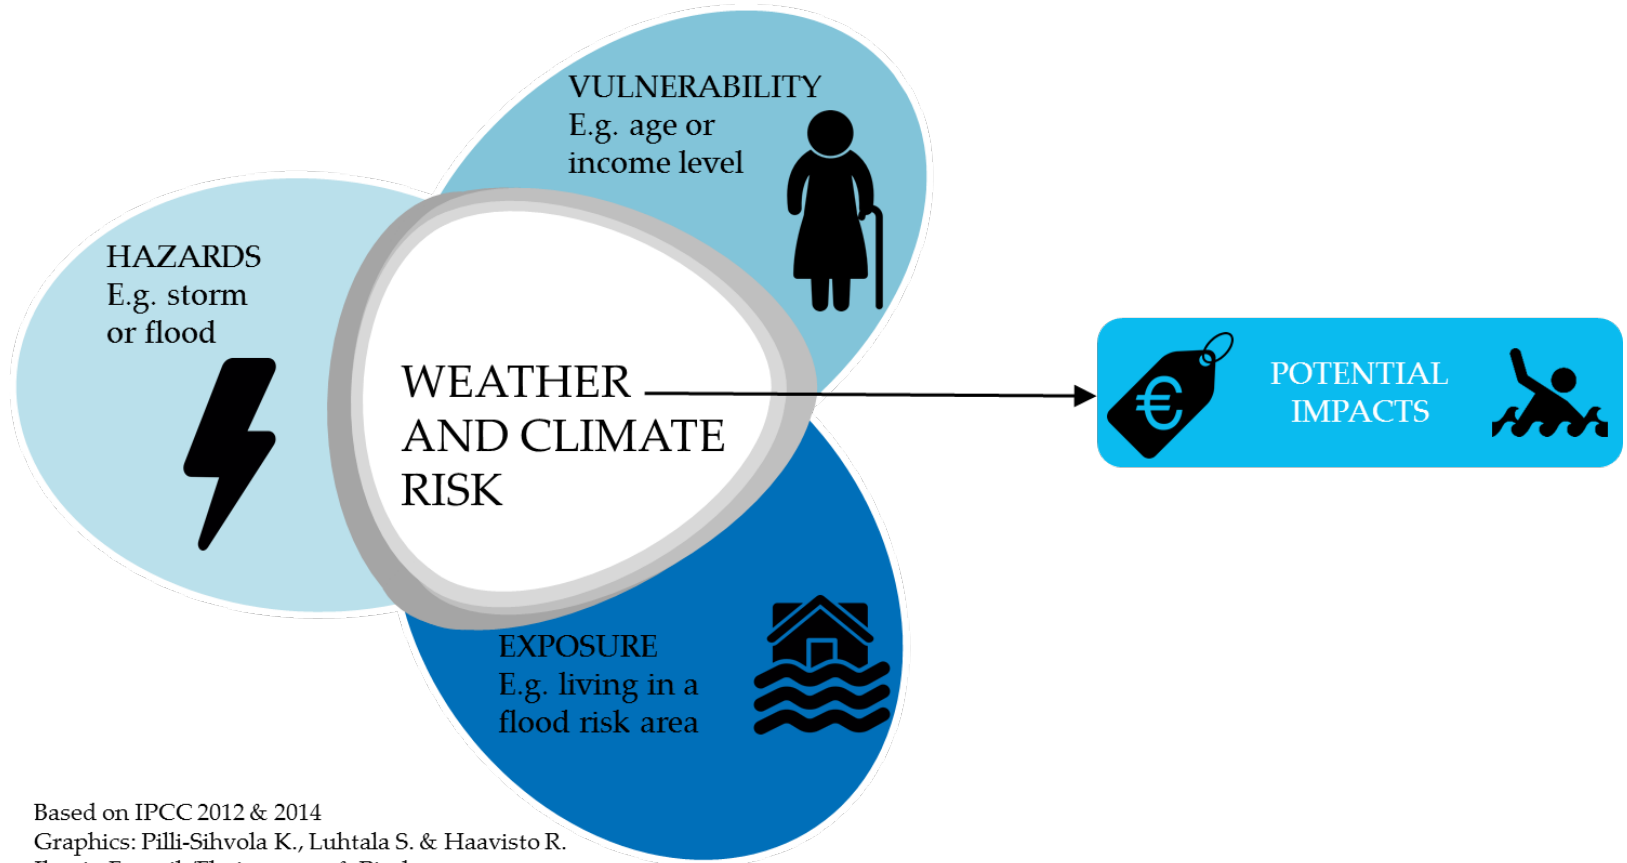 VULNERABILITY
E.g. age or
income level
HAZARDS
E.g. storm
or flood
WEATHER
AND CLIMATE
RISK
€
POTENTIAL
IMPACTS
EXPOSURE
E.g. living in a
flood risk area
Based on IPCC 2012 & 2014
Graphics: Pilli-Sihvola K., Luhtala S. & Haavisto R.